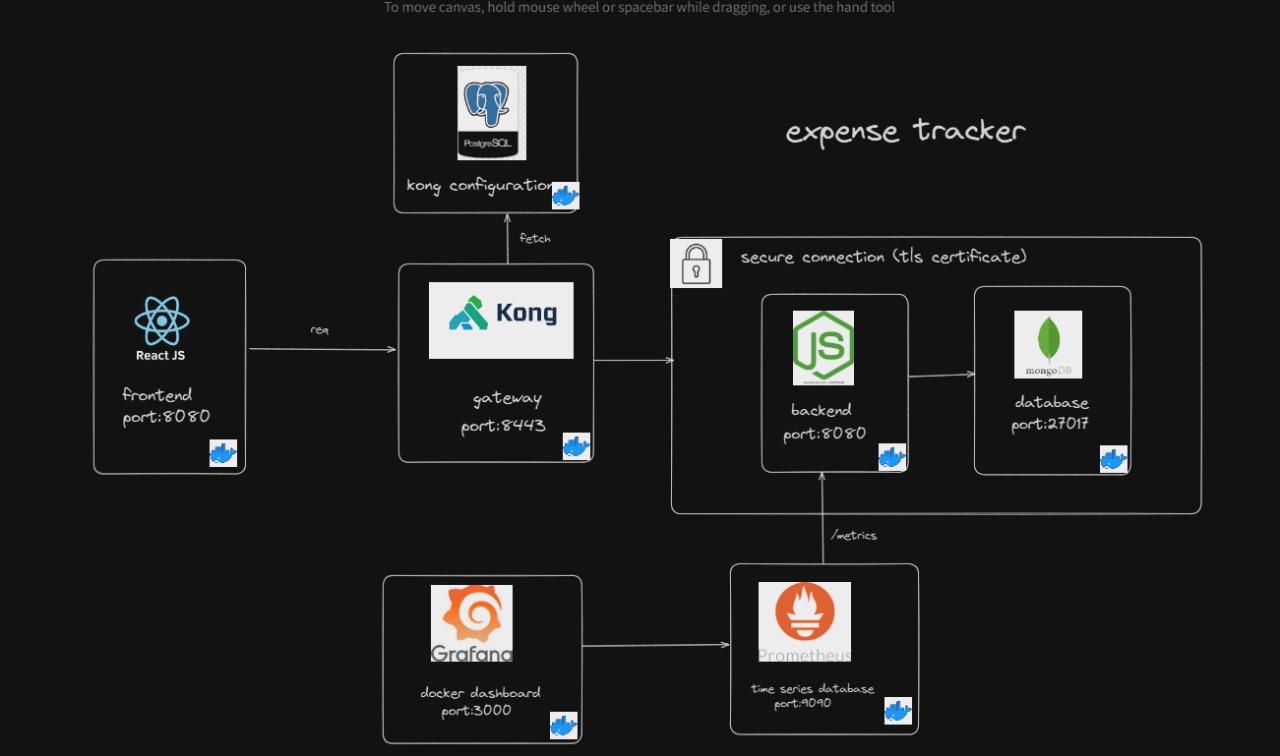 To move canvas, hold mouse wheel or spacebar while dragging, or use the hand tool
PostgreSQL
kong configuration
expense tracker
fetch
secure connection (tls certificate)
React JS
frontend
port:8080
req
Kong
gateway
port:8443
JS
backend
port:8080
mongoDB
database
port:27017
/metrics
Grafana
docker dashboard
port:3000
Prometheus
time series database
port:9090